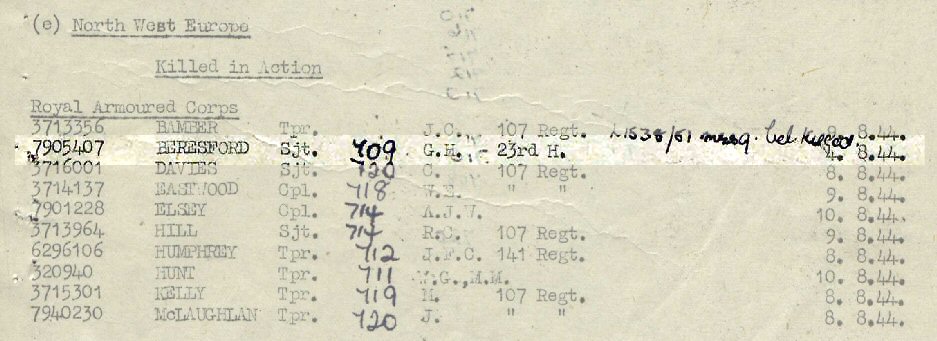 (e) North West Europe
Killed in Action
Royal Armoured Corps
3713356 BAMBER Tpr. J.C. 107 Regt. 8. 8.44.
7905407 BERESFORD Sjt. 709 G.M. - 23rd H. 4. 8.44.
3716001 DAVIES Sjt. 720 C. 107 Regt. 8. 8.44.
3714137 EASTWOOD Cpl. 718 W.E. " " 9. 8.44.
7901228 ELSEY Cpl. 714 A.J.V. 10. 8.44.
3713964 HILL Sjt. 714 R.C. 107 Regt. 9. 8.44.
6296106 HUMPHREY Tpr. 712 J.F.C. 141 Regt. 8. 8.44.
320940 HUNT Tpr. 711 V.G.,M.M. 10. 8.44.
3715301 KELLY Tpr. 719 M. 107 Regt. 8. 8.44.
7940230 McLAUGHLAN Tpr. 720 J. " " 8. 8.44.